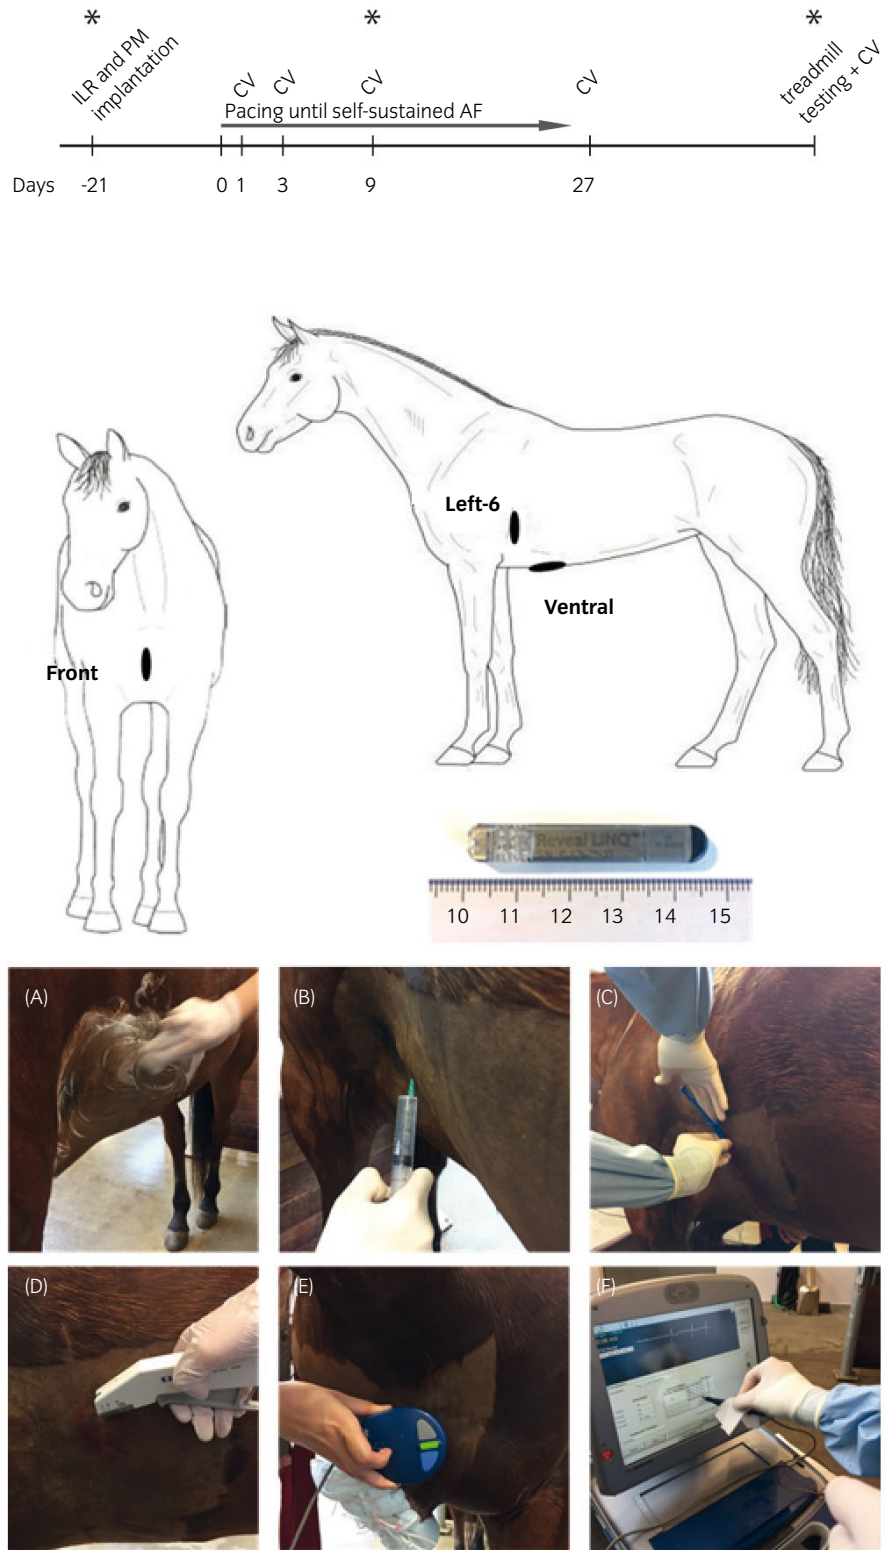 * * *
ILR and PM
implantation
CV
CV
CV
CV
treadmill
testing + CV
Pacing until self-sustained AF
Days -21 0 1 3 9 27
Left-6
Ventral
Front
Reveal LINQ™
10 11 12 13 14 15
(A) (B) (C)
(D) (E) (F)